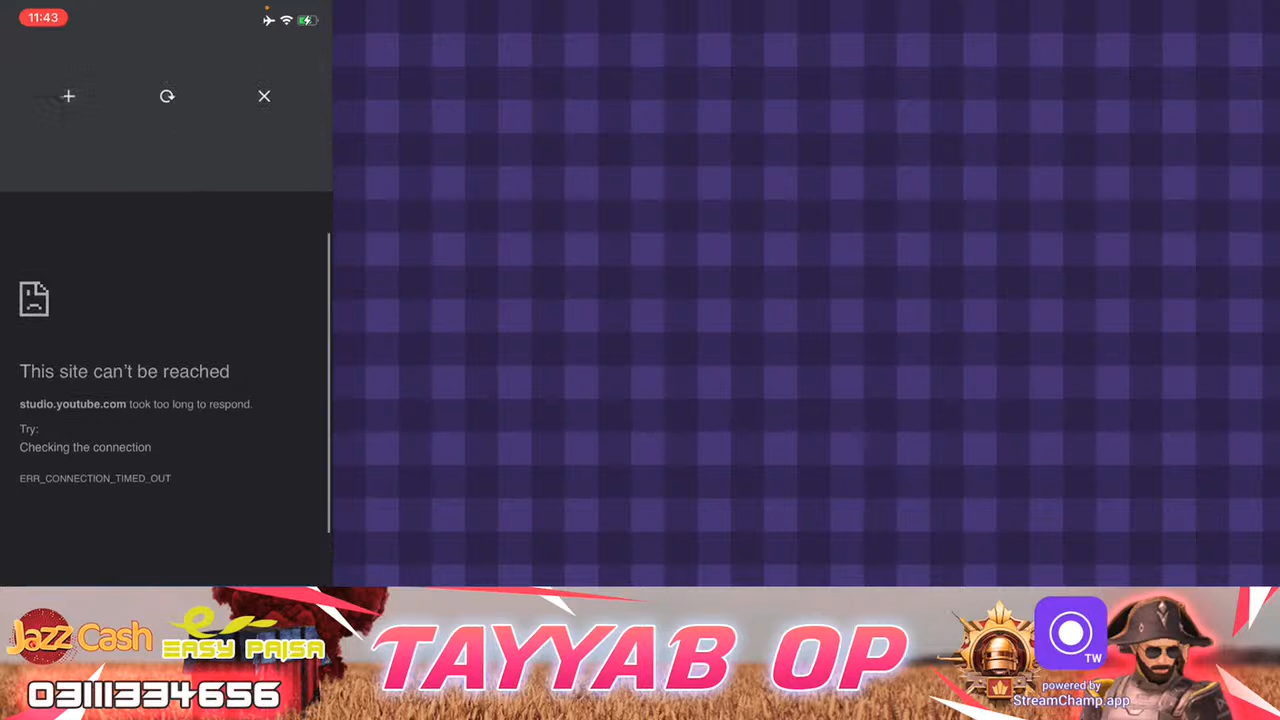 11:43
This site can't be reached
studio.youtube.com took too long to respond.
Try:
Checking the connection
ERR_CONNECTION_TIMED_OUT
JazzCash
EASY PAISA
03111334656
TAYYAB OP
TW
powered by
StreamChamp.app